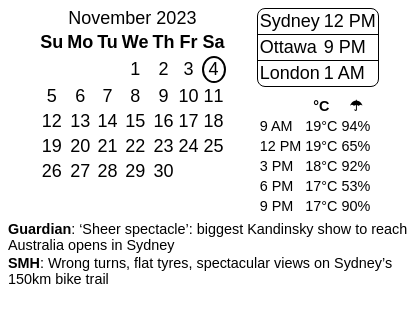 November 2023
Su Mo Tu We Th Fr Sa
1 2 3 4
5 6 7 8 9 10 11
12 13 14 15 16 17 18
19 20 21 22 23 24 25
26 27 28 29 30
Sydney 12 PM
Ottawa 9 PM
London 1 AM
°C ☂
9 AM 19°C 94%
12 PM 19°C 65%
3 PM 18°C 92%
6 PM 17°C 53%
9 PM 17°C 90%
Guardian: ‘Sheer spectacle’: biggest Kandinsky show to reach
Australia opens in Sydney
SMH: Wrong turns, flat tyres, spectacular views on Sydney’s
150km bike trail